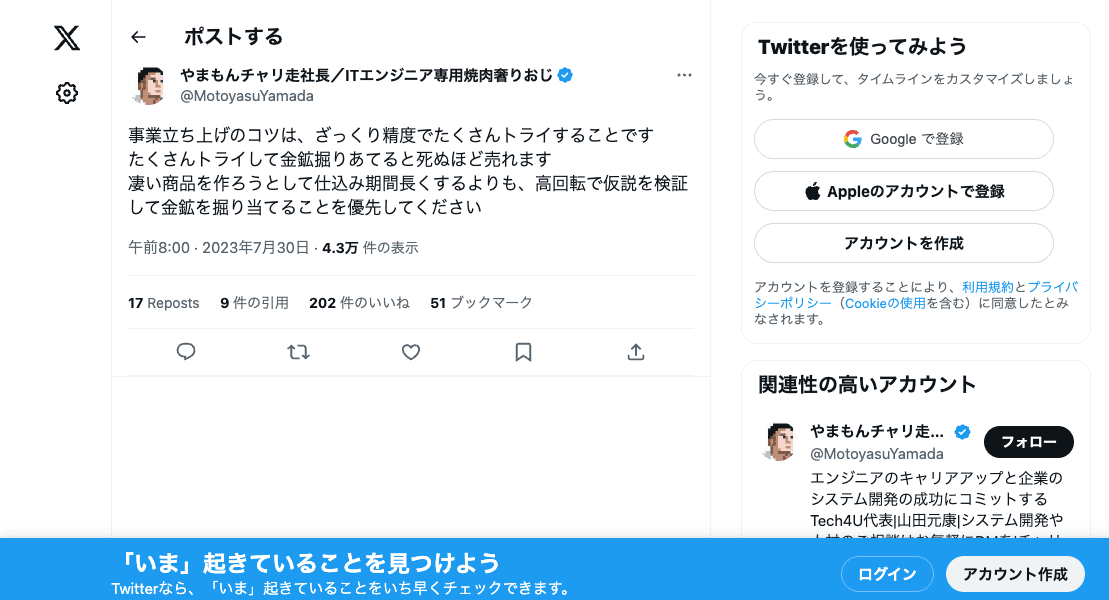 ポストする
やまもんチャリ走社長／ITエンジニア専用焼肉奢りおじ
@MotoyasuYamada
事業立ち上げのコツは、ざっくり精度でたくさんトライすることです
たくさんトライして金鉱掘りあてると死ぬほど売れます
凄い商品を作ろうとして仕込み期間長くするよりも、高回転で仮説を検証
して金鉱を掘り当てることを優先してください
午前8:00 · 2023年7月30日 · 4.3万 件の表示
17 Reposts 9 件の引用 202 件のいいね 51 ブックマーク
Twitterを使ってみよう
今すぐ登録して、タイムラインをカスタマイズしましょ
う。
Google で登録
Appleのアカウントで登録
アカウントを作成
アカウントを登録することにより、利用規約とプライバ
シーポリシー（Cookieの使用を含む）に同意したとみ
なされます。
関連性の高いアカウント
やまもんチャリ走...
@MotoyasuYamada
フォロー
エンジニアのキャリアアップと企業の
システム開発の成功にコミットする
Tech4U代表|山田元康|システム開発や
「いま」起きていることを見つけよう
Twitterなら、「いま」起きていることをいち早くチェックできます。
ログイン
アカウント作成